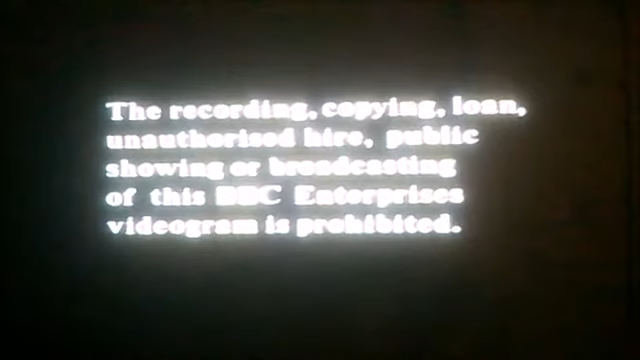 The recording, copying, loan,
unauthorised hire, public
showing or broadcasting
of this BBC Enterprises
videogram is prohibited.